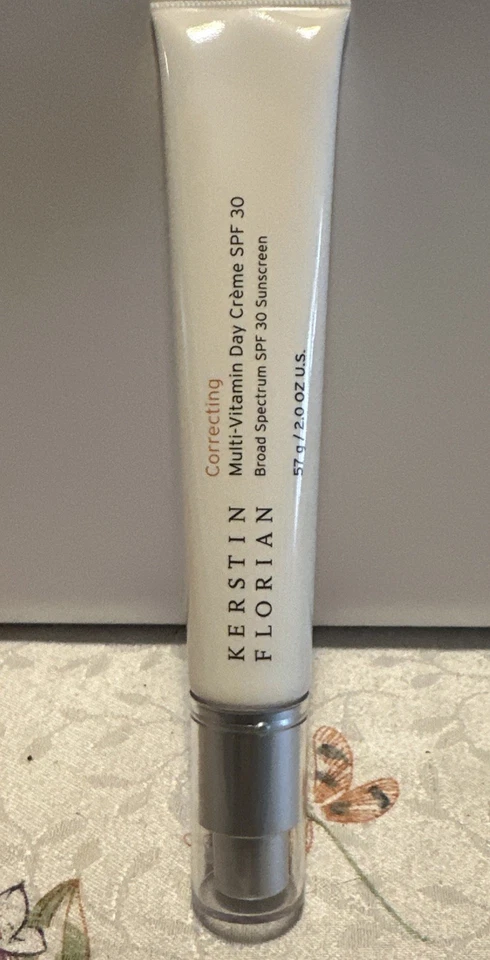 Correcting
Multi-Vitamin Day Crème SPF 30
Broad Spectrum SPF 30 Sunscreen
57 g / 2.0 OZ U.S.
KERSTIN
FLORIAN